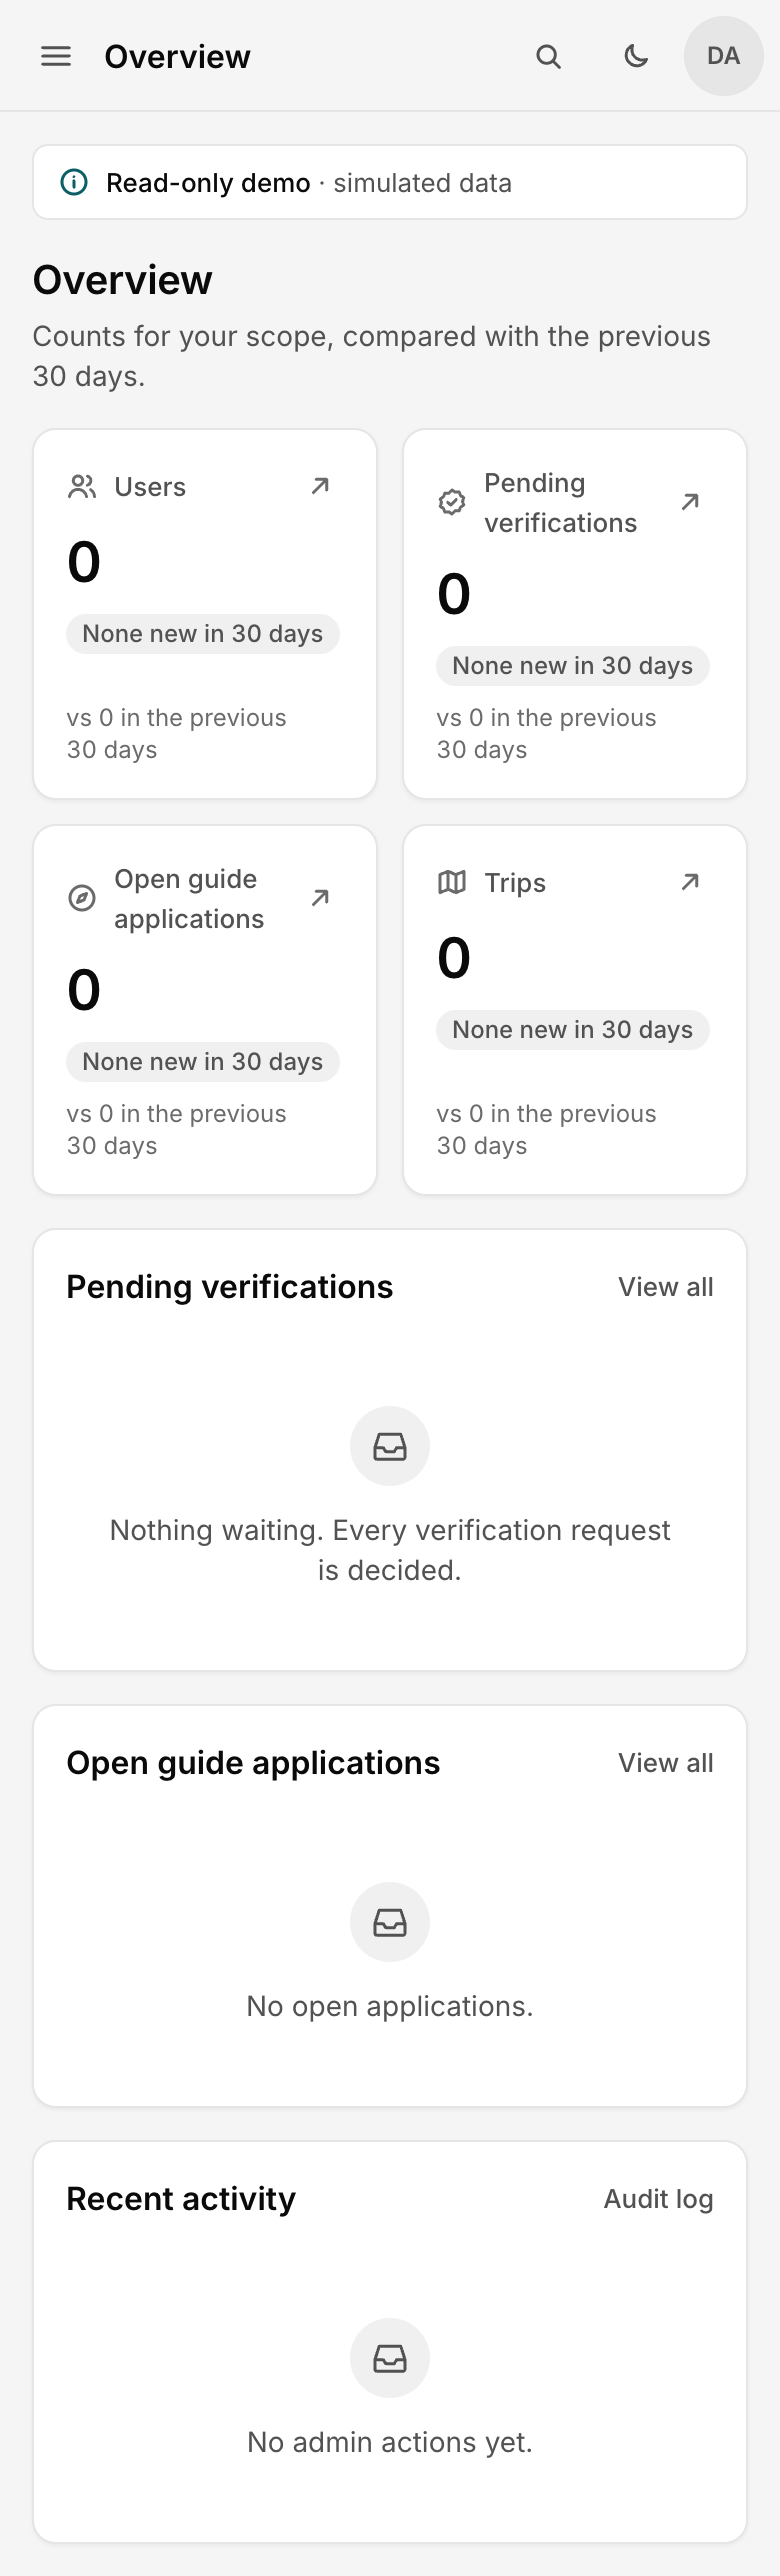 Overview
DA
Read-only demo · simulated data
Overview
Counts for your scope, compared with the previous
30 days.
Users
0
None new in 30 days
vs 0 in the previous
30 days
Pending
verifications
0
None new in 30 days
vs 0 in the previous
30 days
Open guide
applications
0
None new in 30 days
vs 0 in the previous
30 days
Trips
0
None new in 30 days
vs 0 in the previous
30 days
Pending verifications
View all
Nothing waiting. Every verification request
is decided.
Open guide applications
View all
No open applications.
Recent activity
Audit log
No admin actions yet.